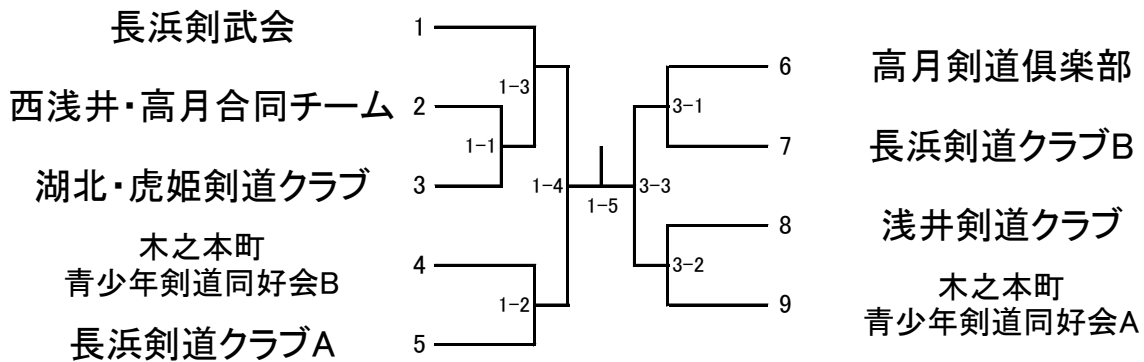 長浜剣武会
1
西浅井・高月合同チーム
2
湖北・虎姫剣道クラブ
3
木之本町
青少年剣道同好会B
4
長浜剣道クラブA
5
1-1
1-2
1-3
1-4
1-5
3-3
3-1
3-2
6
高月剣道倶楽部
7
長浜剣道クラブB
8
浅井剣道クラブ
9
木之本町
青少年剣道同好会A